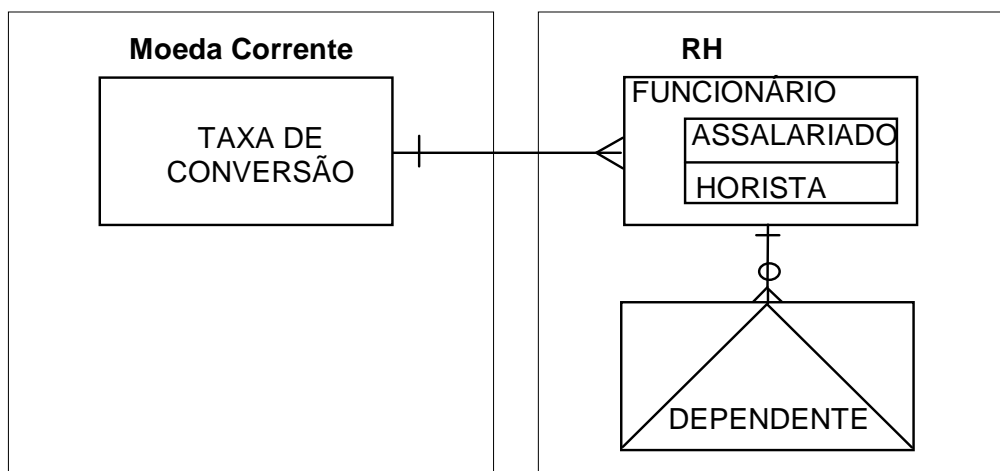 Moeda Corrente
TAXA DE
CONVERSÃO
RH
FUNCIONÁRIO
ASSALARIADO
HORISTA
DEPENDENTE